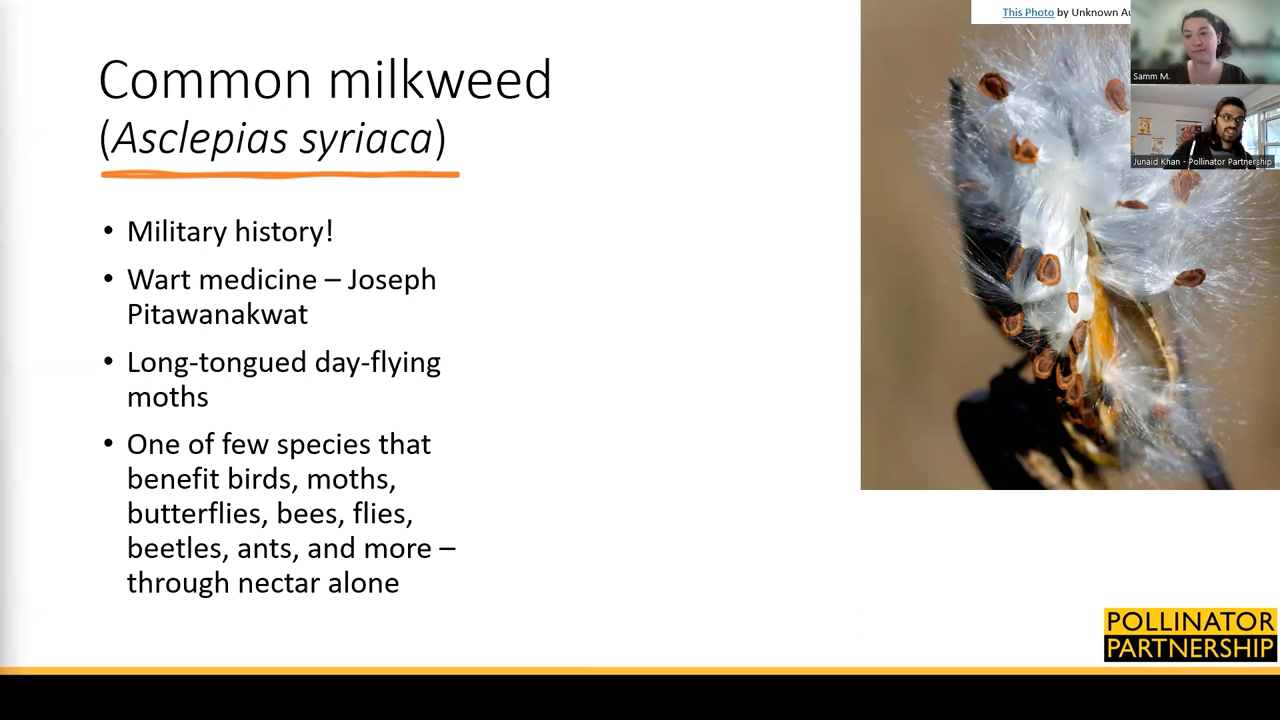 This Photo by Unknown Au
Common milkweed
(Asclepias syriaca)
• Military history!
• Wart medicine – Joseph
Pitawanakwat
• Long-tongued day-flying
moths
• One of few species that
benefit birds, moths,
butterflies, bees, flies,
beetles, ants, and more –
through nectar alone
Samm M.
Junaid Khan - Pollinator Partnership
POLLINATOR
PARTNERSHIP